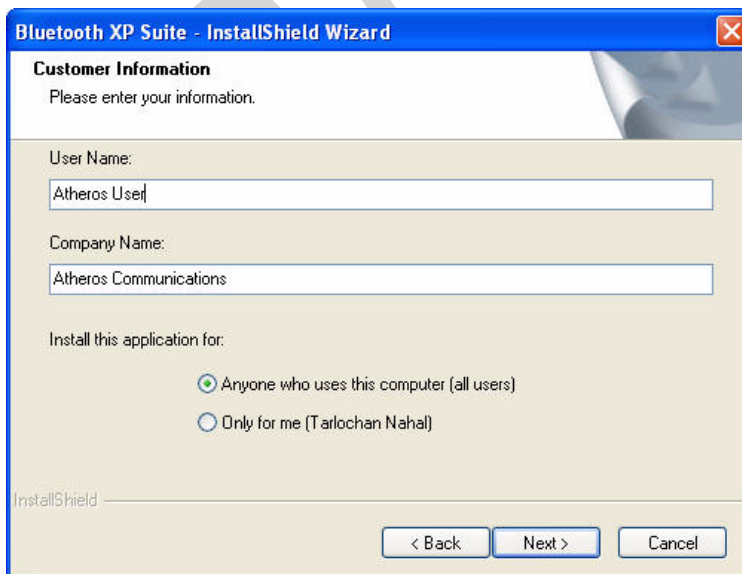 Bluetooth XP Suite - InstallShield Wizard
Customer Information
Please enter your information.
User Name:
Atheros User
Company Name:
Atheros Communications
Install this application for:
Anyone who uses this computer (all users)
Only for me (Tarlochan Nahal)
InstallShield
< Back Next > Cancel